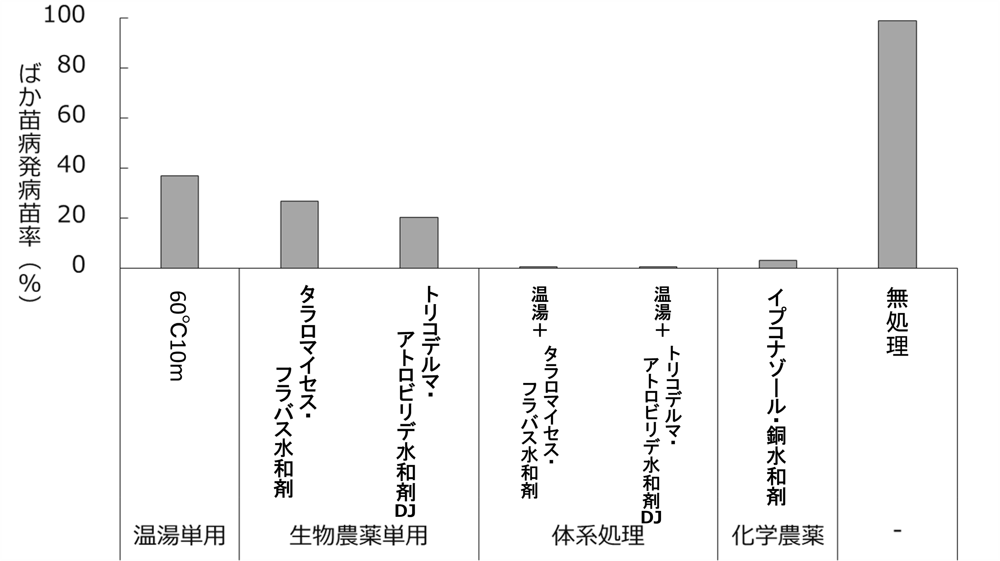 ばか苗病発病苗率（%）
100
80
60
40
20
0
60℃10m
タラロマイセス・
フラバス水和剤
トリコデルマ・
アトロビリデ水和剤DJ
温湯＋
タラロマイセス・
フラバス水和剤
温湯＋
トリコデルマ・
アトロビリデ水和剤DJ
イプコナゾール・銅水和剤
無処理
温湯単用
生物農薬単用
体系処理
化学農薬
-